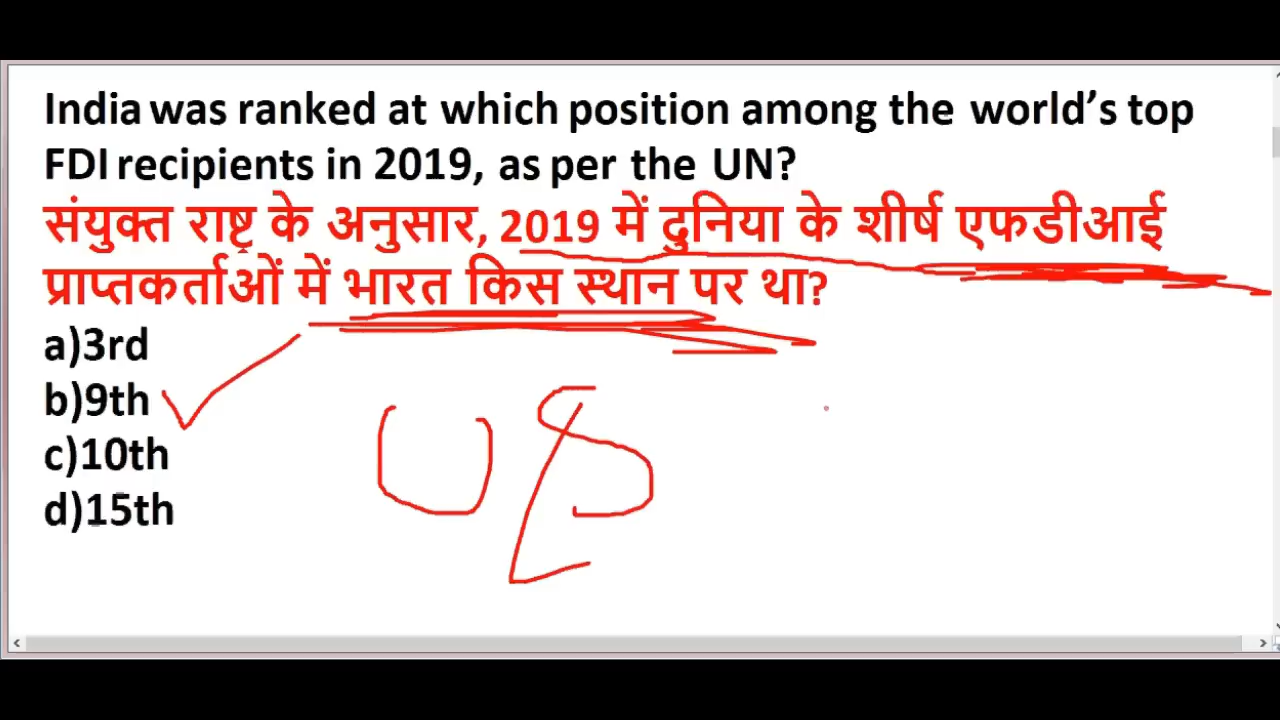 India was ranked at which position among the world's top
FDI recipients in 2019, as per the UN?
संयुक्त राष्ट्र के अनुसार, 2019 में दुनिया के शीर्ष एफडीआई
प्राप्तकर्ताओं में भारत किस स्थान पर था?
a)3rd
b)9th
c)10th
d)15th
US